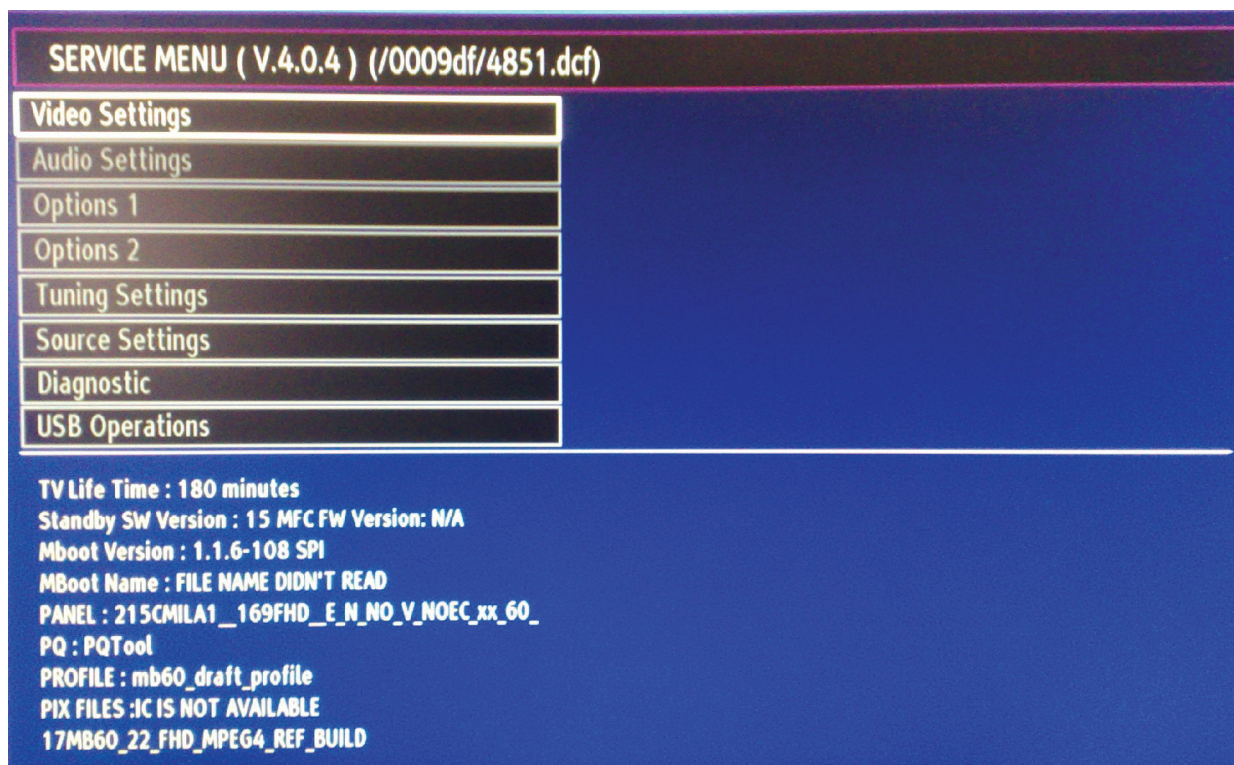 SERVICE MENU ( V.4.0.4 ) (/0009df/4851.dcf)
Video Settings
Audio Settings
Options 1
Options 2
Tuning Settings
Source Settings
Diagnostic
USB Operations
TV Life Time : 180 minutes
Standby SW Version : 15 MFC FW Version: N/A
Mboot Version : 1.1.6-108 SPI
MBoot Name : FILE NAME DIDN'T READ
PANEL : 215CMILA1__169FHD__E_N_NO_V_NOEC_xx_60_
PQ : PQTool
PROFILE : mb60_draft_profile
PIX FILES :IC IS NOT AVAILABLE
17MB60_22_FHD_MPEG4_REF_BUILD